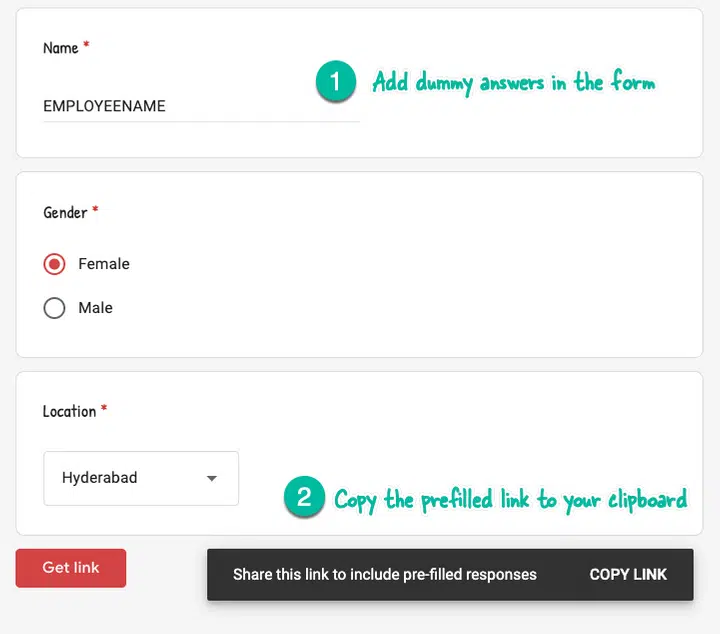 Name *
1 Add dummy answers in the form
EMPLOYEENAME
Gender *
Female
Male
Location *
Hyderabad
2 Copy the prefilled link to your clipboard
Get link
Share this link to include pre-filled responses COPY LINK